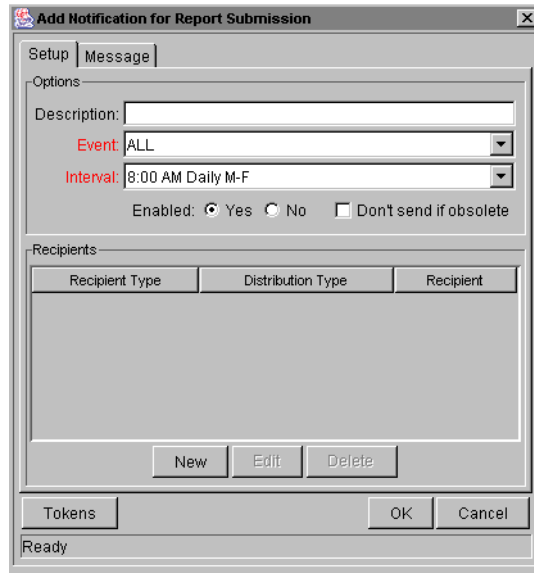 Add Notification for Report Submission
Setup Message
Options
Description:
Event: ALL
Interval: 8:00 AM Daily M-F
Enabled: Yes No Don't send if obsolete
Recipients
Recipient Type Distribution Type Recipient
New Edit Delete
Tokens OK Cancel
Ready